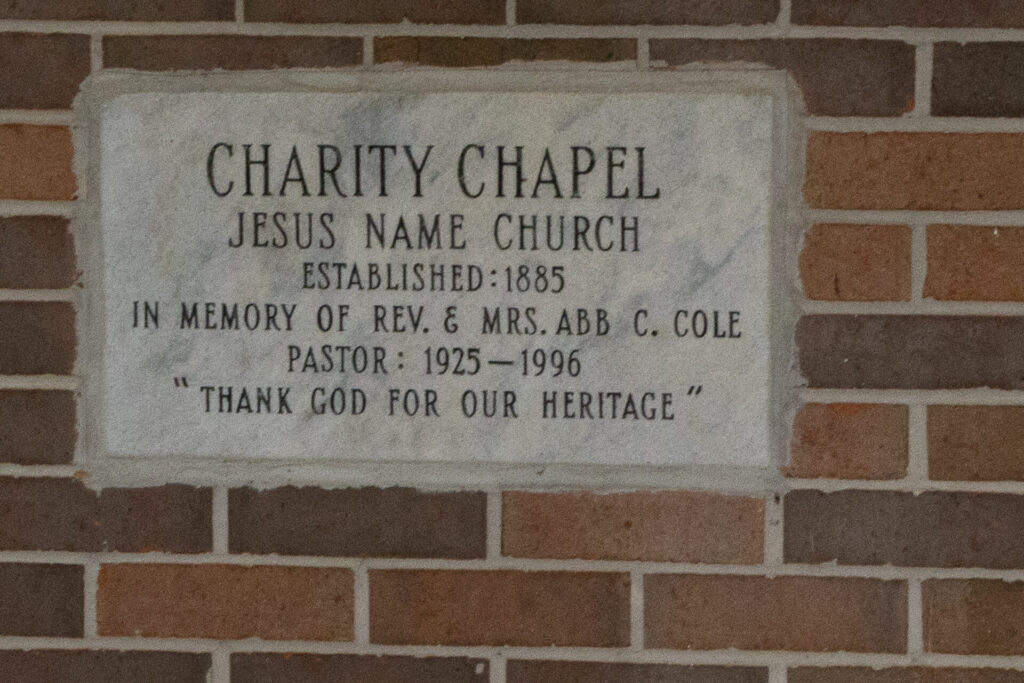 CHARITY CHAPEL
JESUS NAME CHURCH
ESTABLISHED: 1885
IN MEMORY OF REV. & MRS. ABB C. COLE
PASTOR: 1925—1996
"THANK GOD FOR OUR HERITAGE"